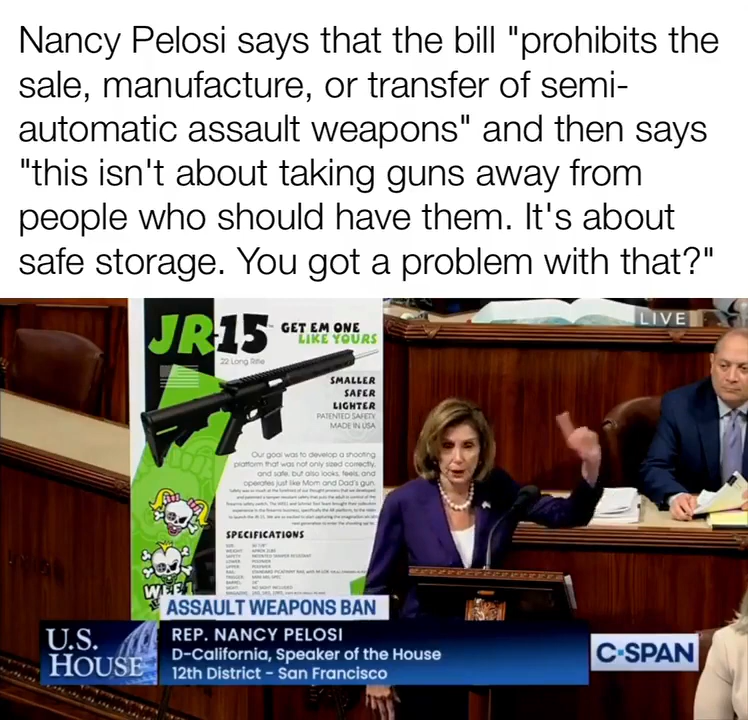 Nancy Pelosi says that the bill "prohibits the
sale, manufacture, or transfer of semi-
automatic assault weapons" and then says
"this isn't about taking guns away from
people who should have them. It's about
safe storage. You got a problem with that?"
LIVE
JR-15
GET EM ONE
LIKE YOURS
22 Long Rifle
SMALLER
SAFER
LIGHTER
PATENTED SAFETY
MADE IN USA
Our goal was to develop a shooting
platform that was not only sized correctly,
and safe, but also looks, feels, and
operates just like Mom and Dad's gun.
SPECIFICATIONS
WEE1
ASSAULT WEAPONS BAN
U.S.
HOUSE
REP. NANCY PELOSI
D-California, Speaker of the House
12th District - San Francisco
C-SPAN